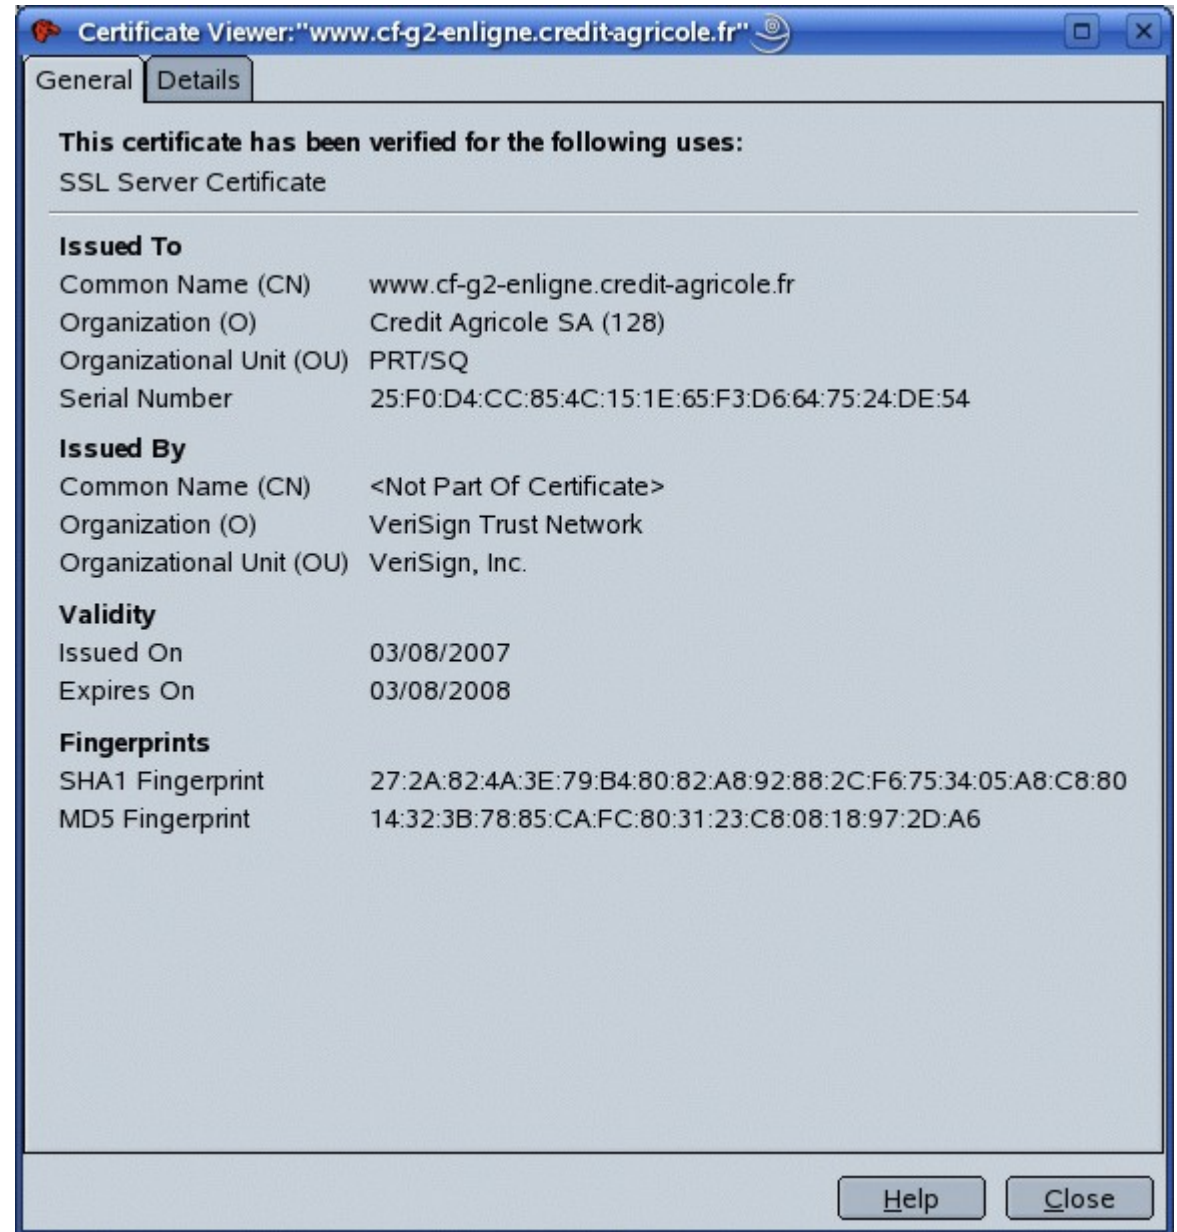 Certificate Viewer:"www.cf-g2-enligne.credit-agricole.fr"
General Details
This certificate has been verified for the following uses:
SSL Server Certificate
Issued To
Common Name (CN) www.cf-g2-enligne.credit-agricole.fr
Organization (O) Credit Agricole SA (128)
Organizational Unit (OU) PRT/SQ
Serial Number 25:F0:D4:CC:85:4C:15:1E:65:F3:D6:64:75:24:DE:54
Issued By
Common Name (CN) <Not Part Of Certificate>
Organization (O) VeriSign Trust Network
Organizational Unit (OU) VeriSign, Inc.
Validity
Issued On 03/08/2007
Expires On 03/08/2008
Fingerprints
SHA1 Fingerprint 27:2A:82:4A:3E:79:B4:80:82:A8:92:88:2C:F6:75:34:05:A8:C8:80
MD5 Fingerprint 14:32:3B:78:85:CA:FC:80:31:23:C8:08:18:97:2D:A6
Help Close